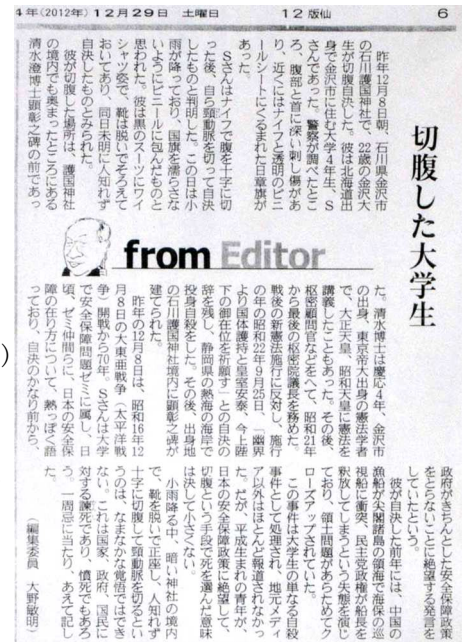 4年(2012年) 12月29日 土曜日 12版仙 6
切腹した大学生
昨年12月8日朝、石川県金沢市
の石川護国神社で、22歳の金沢大
生が切腹自決した。彼は北海道出
身で金沢市に住む大学4年生、S
さんであった。警察が調べたとこ
ろ、腹部と首に深い刺し傷があ
り、近くにはナイフと透明のビニ
ールシートにくるまれた日章旗が
あった。
Sさんはナイフで腹を十字に切
った後、自ら頸動脈を切って自決
したものと判明した。この日は小
雨が降っており、国旗を濡らさな
いようにビニールに包んだものと
思われた。彼は黒のスーツにワイ
シャツ姿で、靴は脱いでそろえて
おいてあり、同日未明に人知れず
自決したものとみられた。
彼が切腹した場所は、護国神社
の境内でも奥まったところにある
清水澄博士顕彰之碑の前であっ
from Editor
た。清水博士は慶応4年、金沢市
の出身、東京帝大出身の憲法学者
で、大正天皇、昭和天皇に憲法を
講義したこともあった。その後、
枢密顧問官などをへて、昭和21年
から最後の枢密院議長を務めた。
戦後の新憲法施行に反対し、施行
の年の昭和22年9月25日、「幽界
より国体護持と皇室安泰、今上陛
下の御在位を祈願す」との自決の
辞を残し、静岡県の熱海の海岸で
投身自殺した。その後、出身地
の石川護国神社境内に顕彰之碑が
建てられた。
昨年の12月8日は、昭和16年12
月8日の大東亜戦争（太平洋戦
争）開戦から70年。Sさんは大学
で安全保障問題ゼミに属し、日
頃、ゼミ仲間らに、日本の安全保
障の在り方について、熱っぽく語
っており、自決のかなり前から、
政府がきちんとした安全保障政策
をとらないことに絶望する発言を
していたという。
彼が自決した前年には、中国の
漁船が尖閣諸島の領海で海保の巡
視船に衝突、民主党政権が船長を
釈放してしまうという失態を演じ
ており、領土問題があらためてク
ローズアップされていた。
この事件は大学生の単なる自殺
事件として処理され、地元メディ
ア以外はほとんど報道されなかっ
た。だが、平成生まれの青年が、
日本の安全保障政策に絶望して、
切腹という手段で死を選んだ意味
は決して小さくない。
小雨降る中、暗い神社の境内
で、靴を脱いで正座し、人知れず
十字に切腹して頸動脈を切るとい
うのは、なまなかな覚悟ではでき
ない。これは国家、政府、国民に
対する諫死であり、憤死でもあろ
う。一周忌に当たり、あえて記し
た。
（編集委員　大野敏明）
)